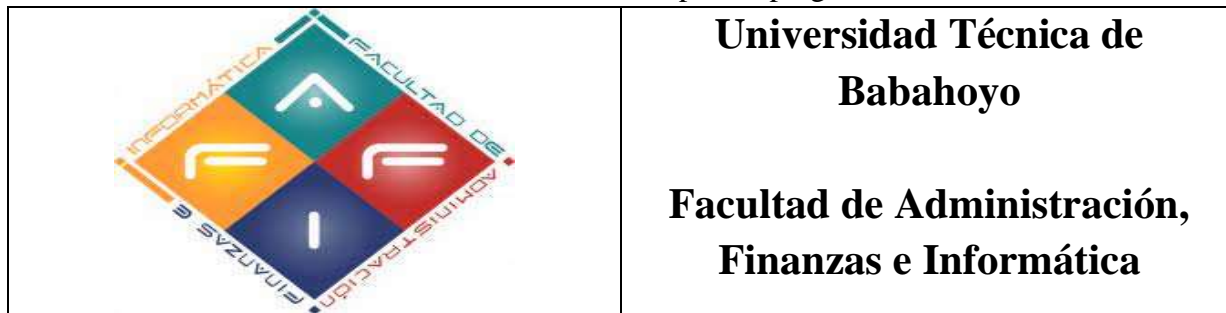 INFORMÁTICA
FACULTAD DE
A
F
F
I
FINANZAS E
ADMINISTRACIÓN
Universidad Técnica de
Babahoyo
Facultad de Administración,
Finanzas e Informática